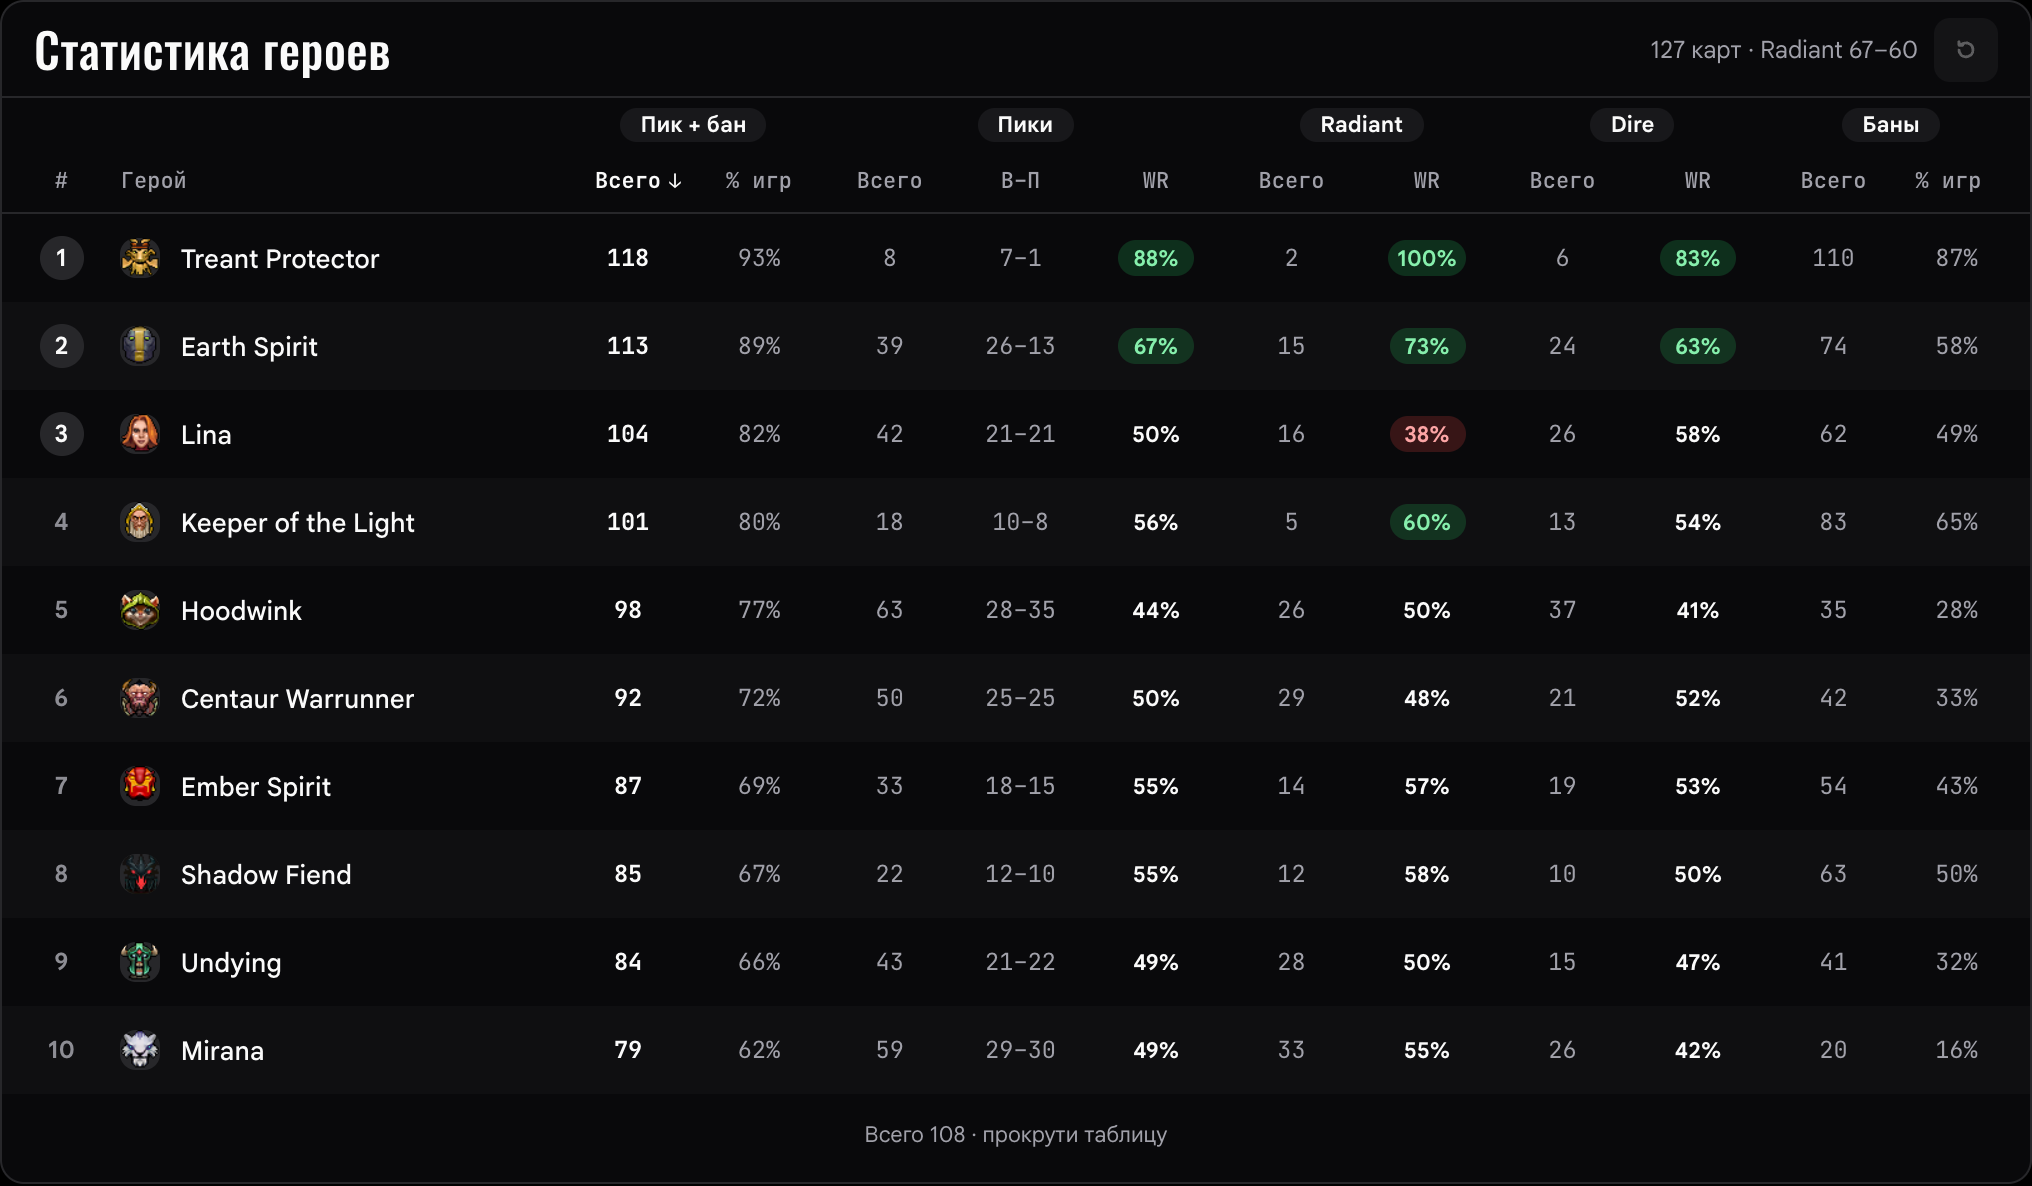 Статистика героев
127 карт · Radiant 67–60
Пик + бан Пики Radiant Dire Баны
# Герой Всего ↓ % игр Всего В–П WR Всего WR Всего WR Всего % игр
1 Treant Protector 118 93% 8 7–1 88% 2 100% 6 83% 110 87%
2 Earth Spirit 113 89% 39 26–13 67% 15 73% 24 63% 74 58%
3 Lina 104 82% 42 21–21 50% 16 38% 26 58% 62 49%
4 Keeper of the Light 101 80% 18 10–8 56% 5 60% 13 54% 83 65%
5 Hoodwink 98 77% 63 28–35 44% 26 50% 37 41% 35 28%
6 Centaur Warrunner 92 72% 50 25–25 50% 29 48% 21 52% 42 33%
7 Ember Spirit 87 69% 33 18–15 55% 14 57% 19 53% 54 43%
8 Shadow Fiend 85 67% 22 12–10 55% 12 58% 10 50% 63 50%
9 Undying 84 66% 43 21–22 49% 28 50% 15 47% 41 32%
10 Mirana 79 62% 59 29–30 49% 33 55% 26 42% 20 16%
Всего 108 · прокрути таблицу